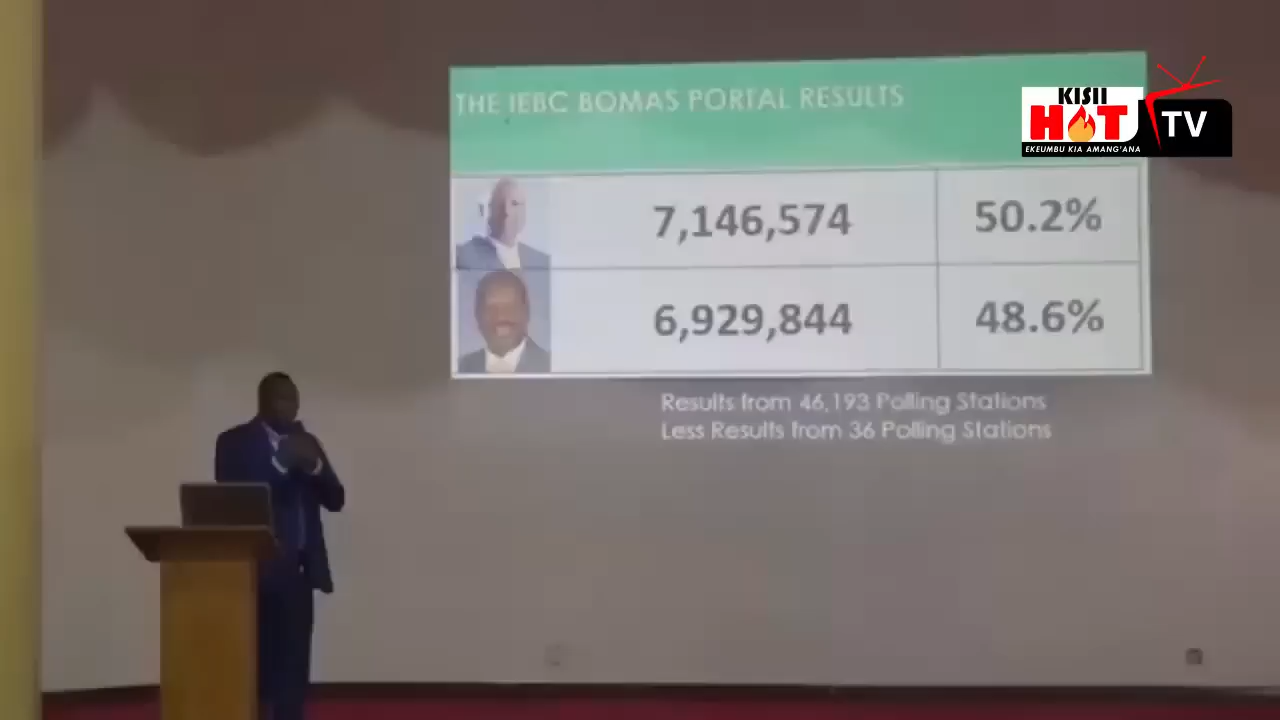 THE IEBC BOMAS PORTAL RESULTS
KISII
HOT TV
EKEUMBU KIA AMANG'ANA
7,146,574 50.2%
6,929,844 48.6%
Results from 46,193 Polling Stations
Less Results from 36 Polling Stations